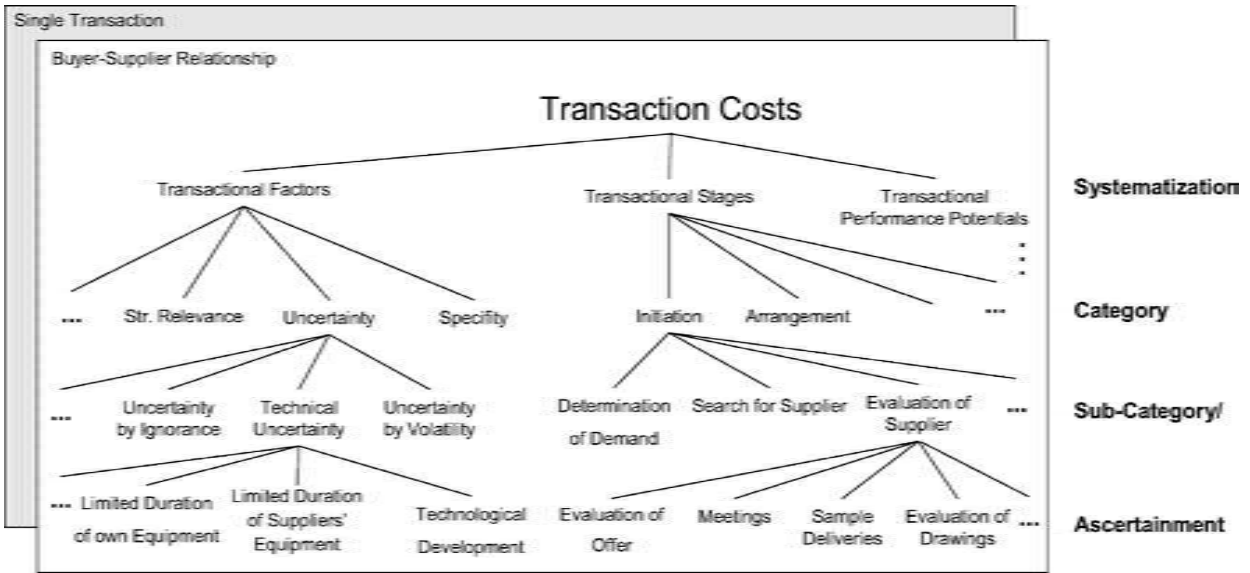 Single Transaction
Buyer-Supplier Relationship
Transaction Costs
Transactional Factors
Transactional Stages
Transactional
Performance Potentials
Systematization
...
Str. Relevance
Uncertainty
Specifity
Initiation
Arrangement
...
Category
...
Uncertainty
by Ignorance
Technical
Uncertainty
Uncertainty
by Volatility
Determination
of Demand
Search for Supplier
Evaluation of
Supplier
...
Sub-Category/
...
Limited Duration
of own Equipment
Limited Duration
of Suppliers'
Equipment
Technological
Development
Evaluation of
Offer
Meetings
Sample
Deliveries
Evaluation of
Drawings
...
Ascertainment